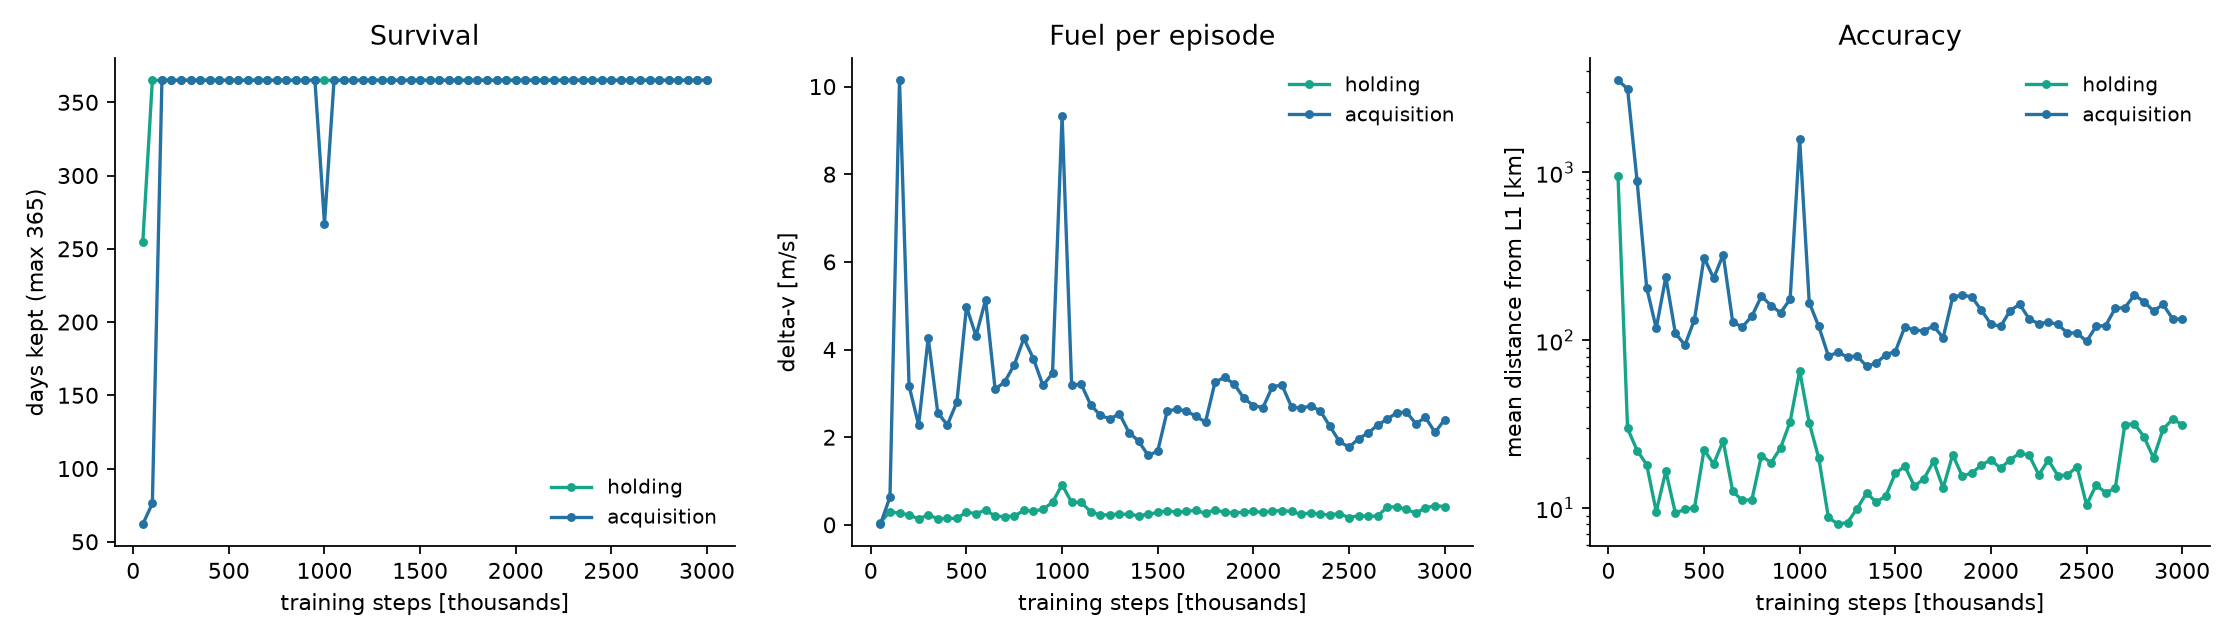 Survival
days kept (max 365)
350
300
250
200
150
100
50
holding
acquisition
0 500 1000 1500 2000 2500 3000
training steps [thousands]
Fuel per episode
delta-v [m/s]
10
8
6
4
2
0
holding
acquisition
0 500 1000 1500 2000 2500 3000
training steps [thousands]
Accuracy
mean distance from L1 [km]
10³
10²
10¹
holding
acquisition
0 500 1000 1500 2000 2500 3000
training steps [thousands]